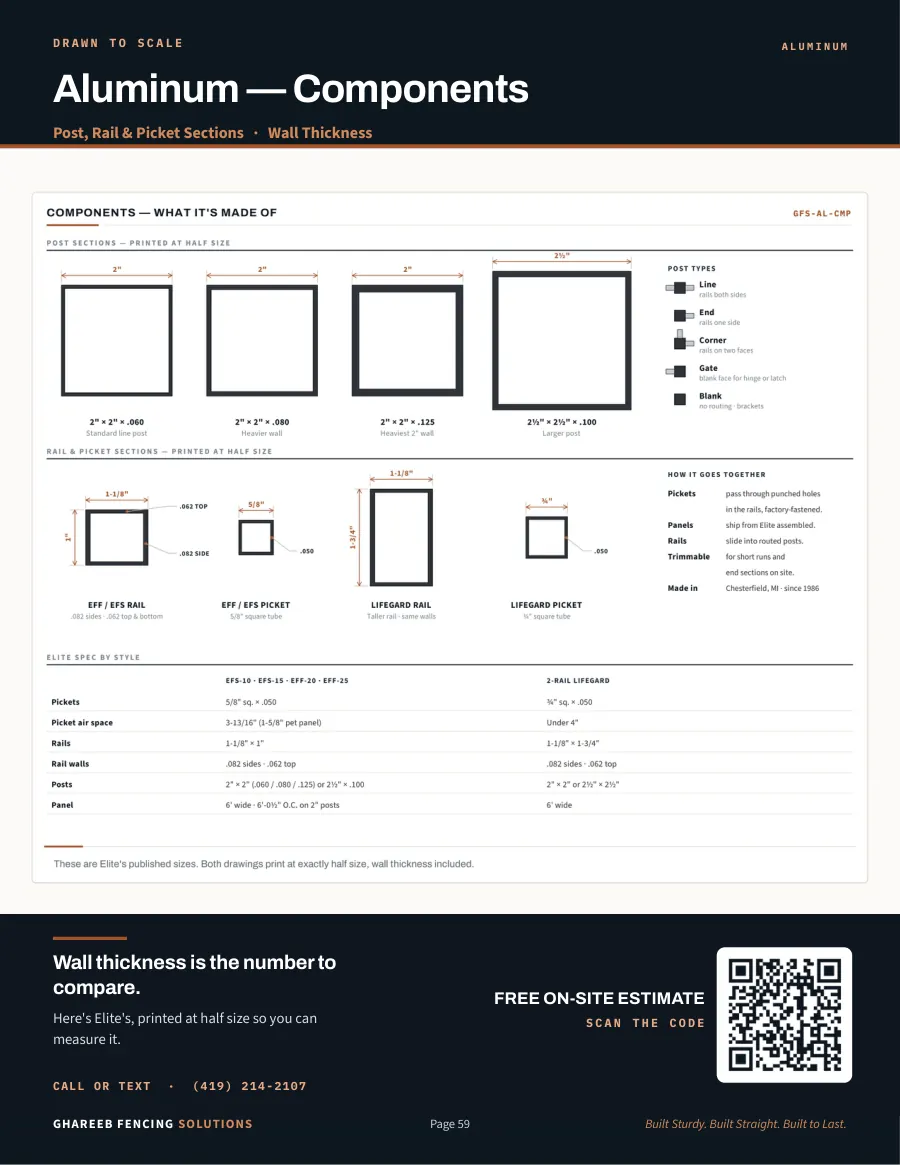 DRAWN TO SCALE
ALUMINUM
Aluminum — Components
Post, Rail & Picket Sections · Wall Thickness
COMPONENTS — WHAT IT'S MADE OF
GFS-AL-CMP
POST SECTIONS — PRINTED AT HALF SIZE
2"
2"
2"
2½"
2" × 2" × .060
Standard line post
2" × 2" × .080
Heavier wall
2" × 2" × .125
Heaviest 2" wall
2½" × 2½" × .100
Larger post
POST TYPES
Line
rails both sides
End
rails one side
Corner
rails on two faces
Gate
blank face for hinge or latch
Blank
no routing · brackets
RAIL & PICKET SECTIONS — PRINTED AT HALF SIZE
1-1/8"
1"
.062 TOP
.082 SIDE
EFF / EFS RAIL
.082 sides · .062 top & bottom
5/8"
.050
EFF / EFS PICKET
5/8" square tube
1-1/8"
1-3/4"
LIFEGARD RAIL
Taller rail · same walls
¾"
.050
LIFEGARD PICKET
¾" square tube
HOW IT GOES TOGETHER
Pickets pass through punched holes
in the rails, factory-fastened.
Panels ship from Elite assembled.
Rails slide into routed posts.
Trimmable for short runs and
end sections on site.
Made in Chesterfield, MI · since 1986
ELITE SPEC BY STYLE
EFS-10 · EFS-15 · EFF-20 · EFF-25 2-RAIL LIFEGARD
Pickets 5/8" sq. × .050 ¾" sq. × .050
Picket air space 3-13/16" (1-5/8" pet panel) Under 4"
Rails 1-1/8" × 1" 1-1/8" × 1-3/4"
Rail walls .082 sides · .062 top .082 sides · .062 top
Posts 2" × 2" (.060 / .080 / .125) or 2½" × .100 2" × 2" or 2½" × 2½"
Panel 6' wide · 6'-0½" O.C. on 2" posts 6' wide
These are Elite's published sizes. Both drawings print at exactly half size, wall thickness included.
Wall thickness is the number to
compare.
Here's Elite's, printed at half size so you can
measure it.
CALL OR TEXT · (419) 214-2107
FREE ON-SITE ESTIMATE
SCAN THE CODE
GHAREEB FENCING SOLUTIONS
Page 59
Built Sturdy. Built Straight. Built to Last.